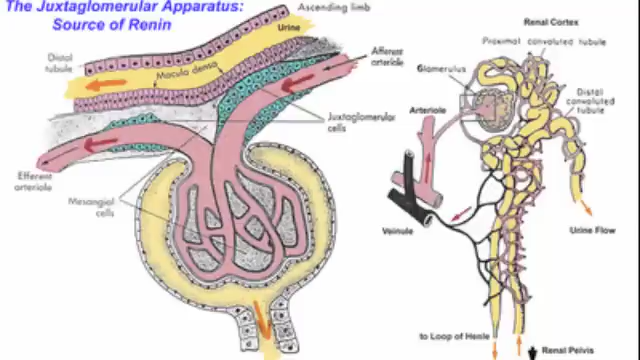 The Juxtaglomerular Apparatus:
Source of Renin
Ascending limb
Urine
Distal
tubule
Macula densa
Afferent
arteriole
Juxtaglomerular
cells
Efferent
arteriole
Mesangial
cells
Renal Cortex
Proximal convoluted tubule
Glomerulus
Distal
convoluted
tubule
Arteriole
Venule
Urine Flow
to Loop of Henle
Renal Pelvis